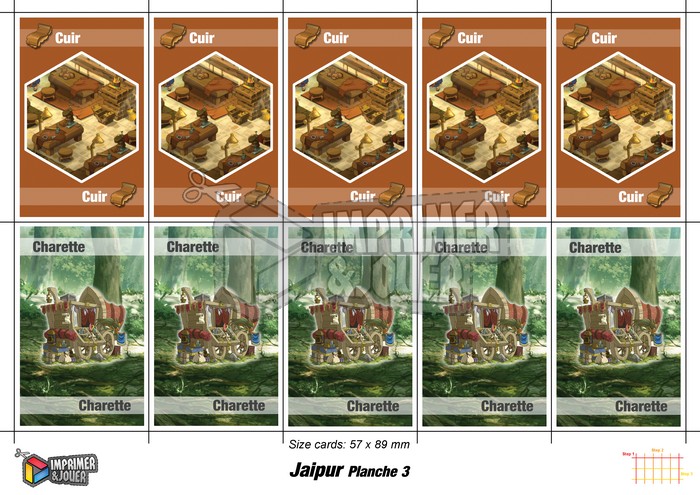 Cuir Cuir Cuir Cuir Cuir
Cuir Cuir Cuir Cuir Cuir
IMPRIMER
&JOUER
Charette Charette Charette Charette Charette
Charette Charette Charette Charette Charette
Size cards: 57 x 89 mm
IMPRIMER
&JOUER
Jaipur Planche 3
Step 1
Step 1
Step 2